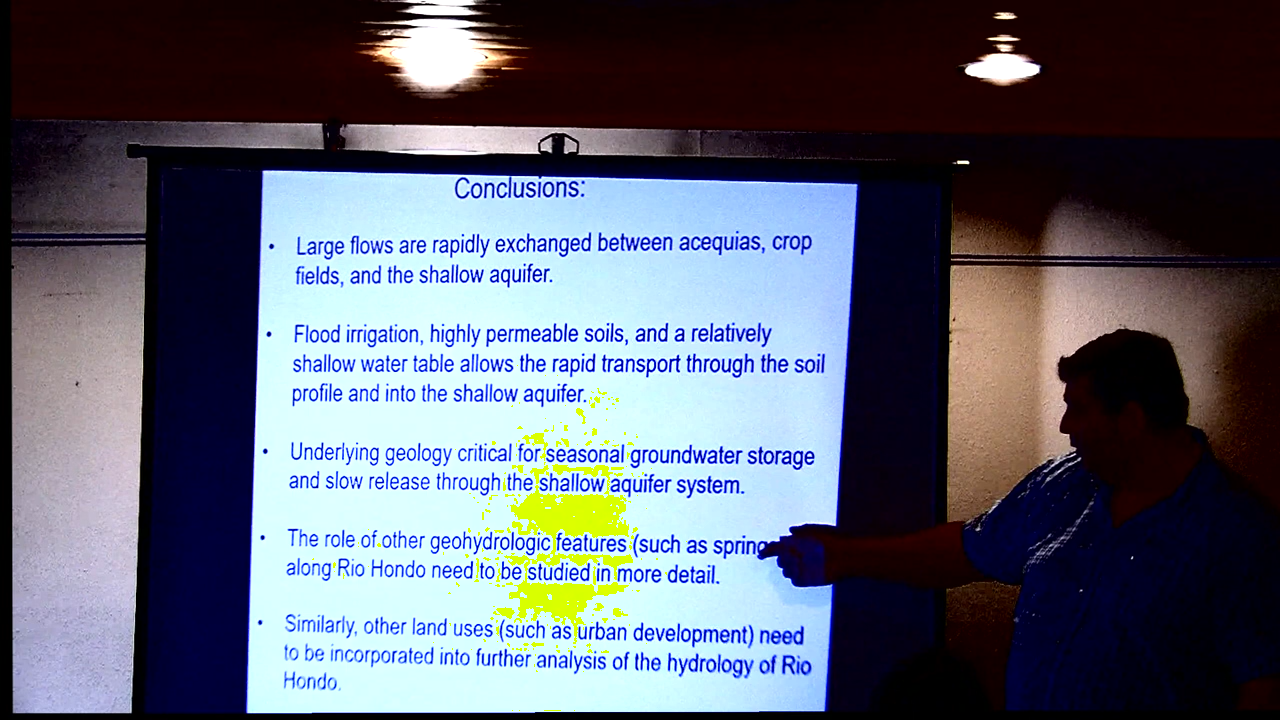 Conclusions:
• Large flows are rapidly exchanged between acequias, crop
fields, and the shallow aquifer.
• Flood irrigation, highly permeable soils, and a relatively
shallow water table allows the rapid transport through the soil
profile and into the shallow aquifer.
• Underlying geology critical for seasonal groundwater storage
and slow release through the shallow aquifer system.
• The role of other geohydrologic features (such as spring
along Rio Hondo need to be studied in more detail.
• Similarly, other land uses (such as urban development) need
to be incorporated into further analysis of the hydrology of Rio
Hondo.